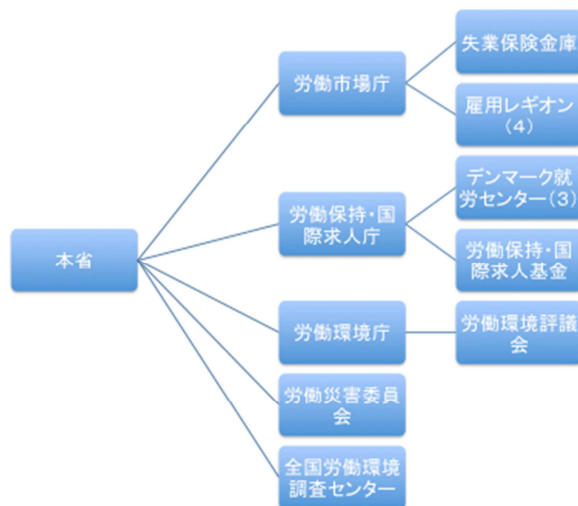 本省
労働市場庁
失業保険金庫
雇用レギオン
（4）
労働保持・国
際求人庁
デンマーク就
労センター（3）
労働保持・国
際求人基金
労働環境庁
労働環境評議
会
労働災害委員
会
全国労働環境
調査センター